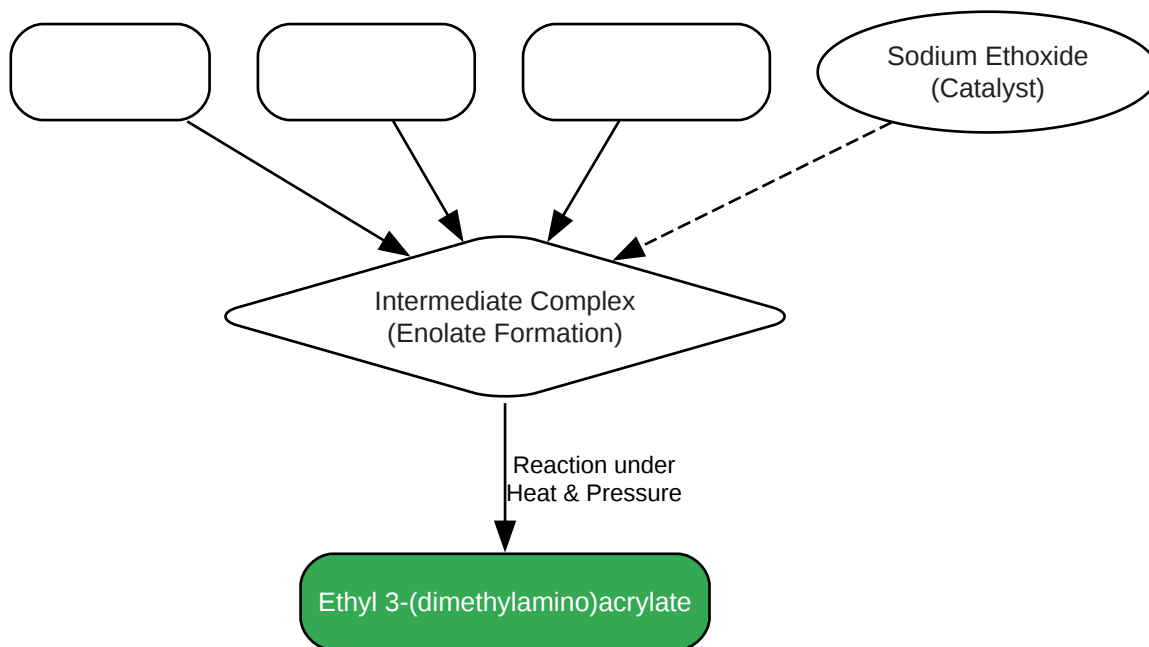 Sodium Ethoxide
(Catalyst)
Intermediate Complex
(Enolate Formation)
Reaction under
Heat & Pressure
Ethyl 3-(dimethylamino)acrylate